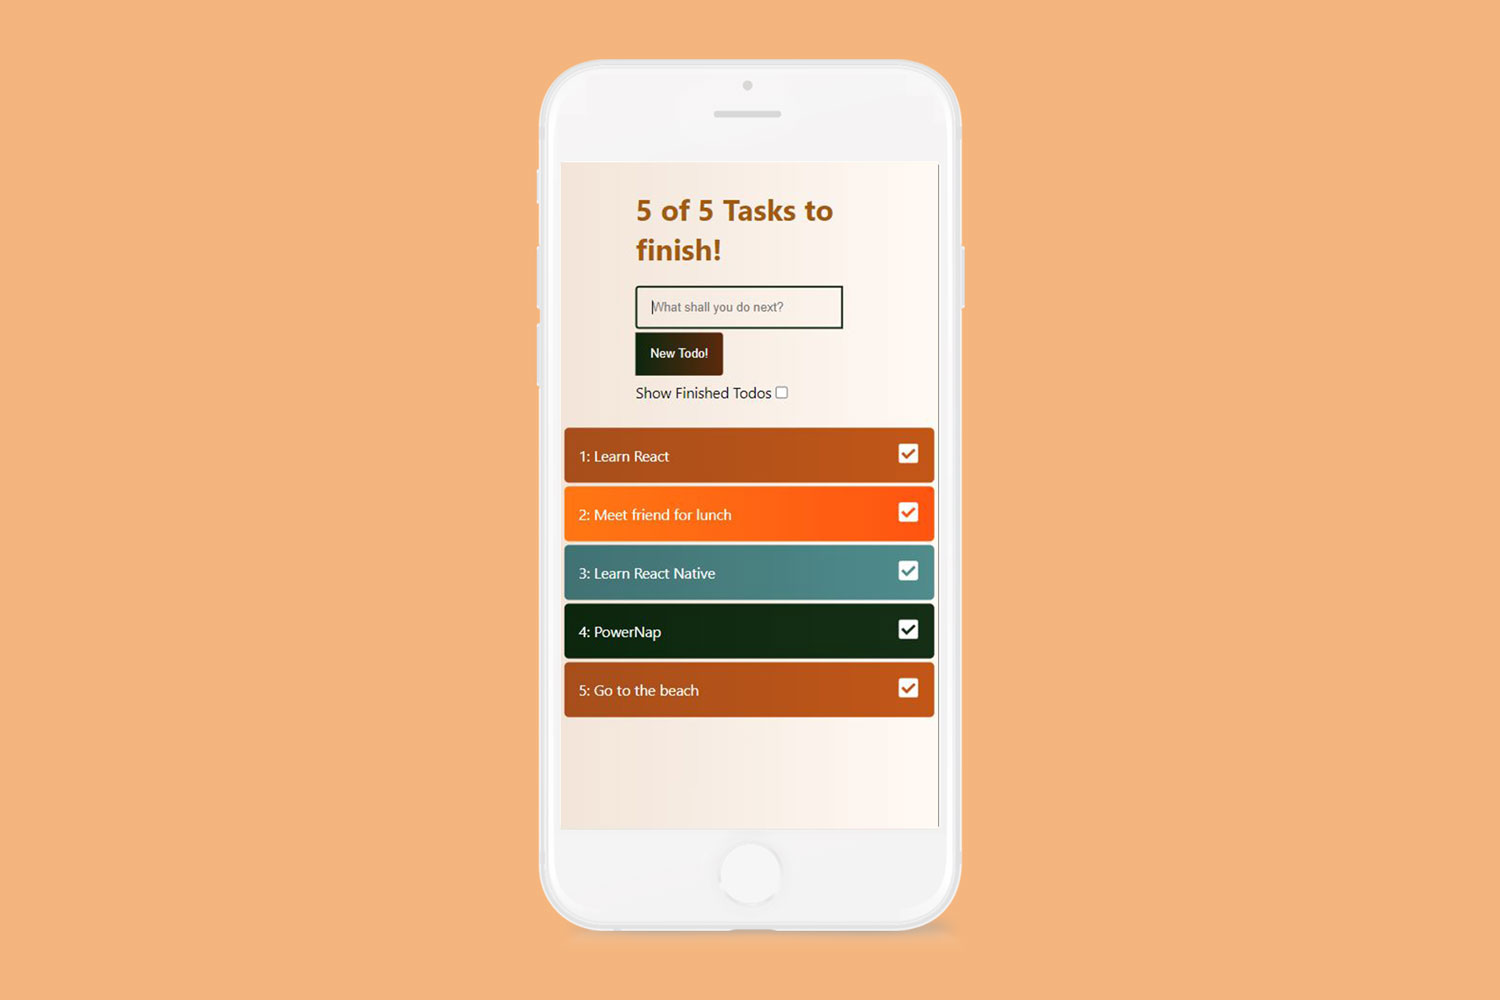 5 of 5 Tasks to
finish!
What shall you do next?
New Todo!
Show Finished Todos
1: Learn React
2: Meet friend for lunch
3: Learn React Native
4: PowerNap
5: Go to the beach